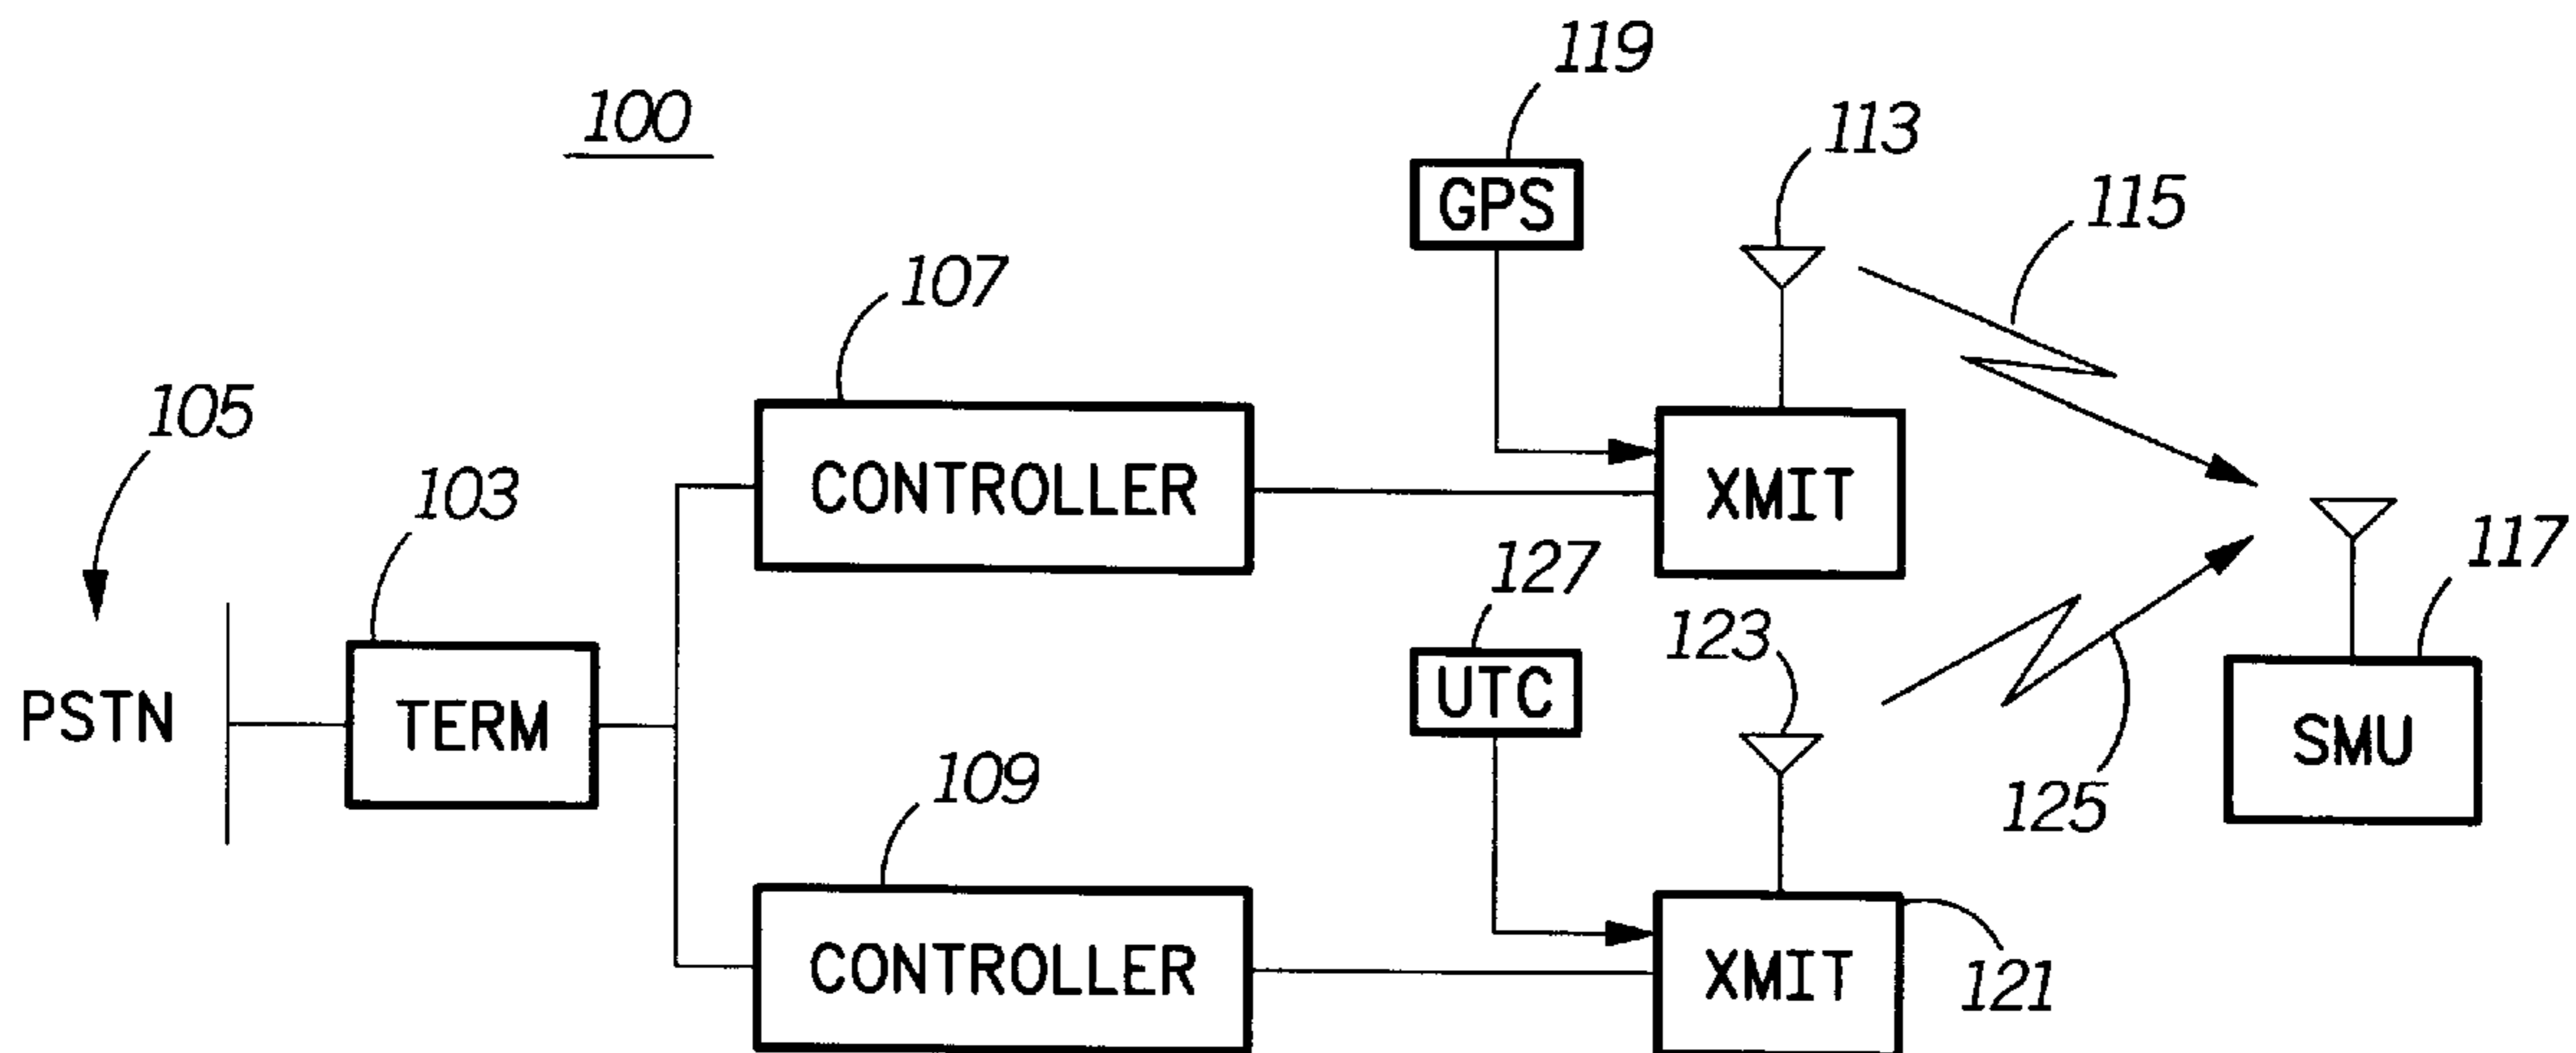 119
100
113
GPS
115
107
105
CONTROLLER
103
XMIT
127
117
123
UTC
PSTN
TERM
SMU
109
125
CONTROLLER
XMIT
121